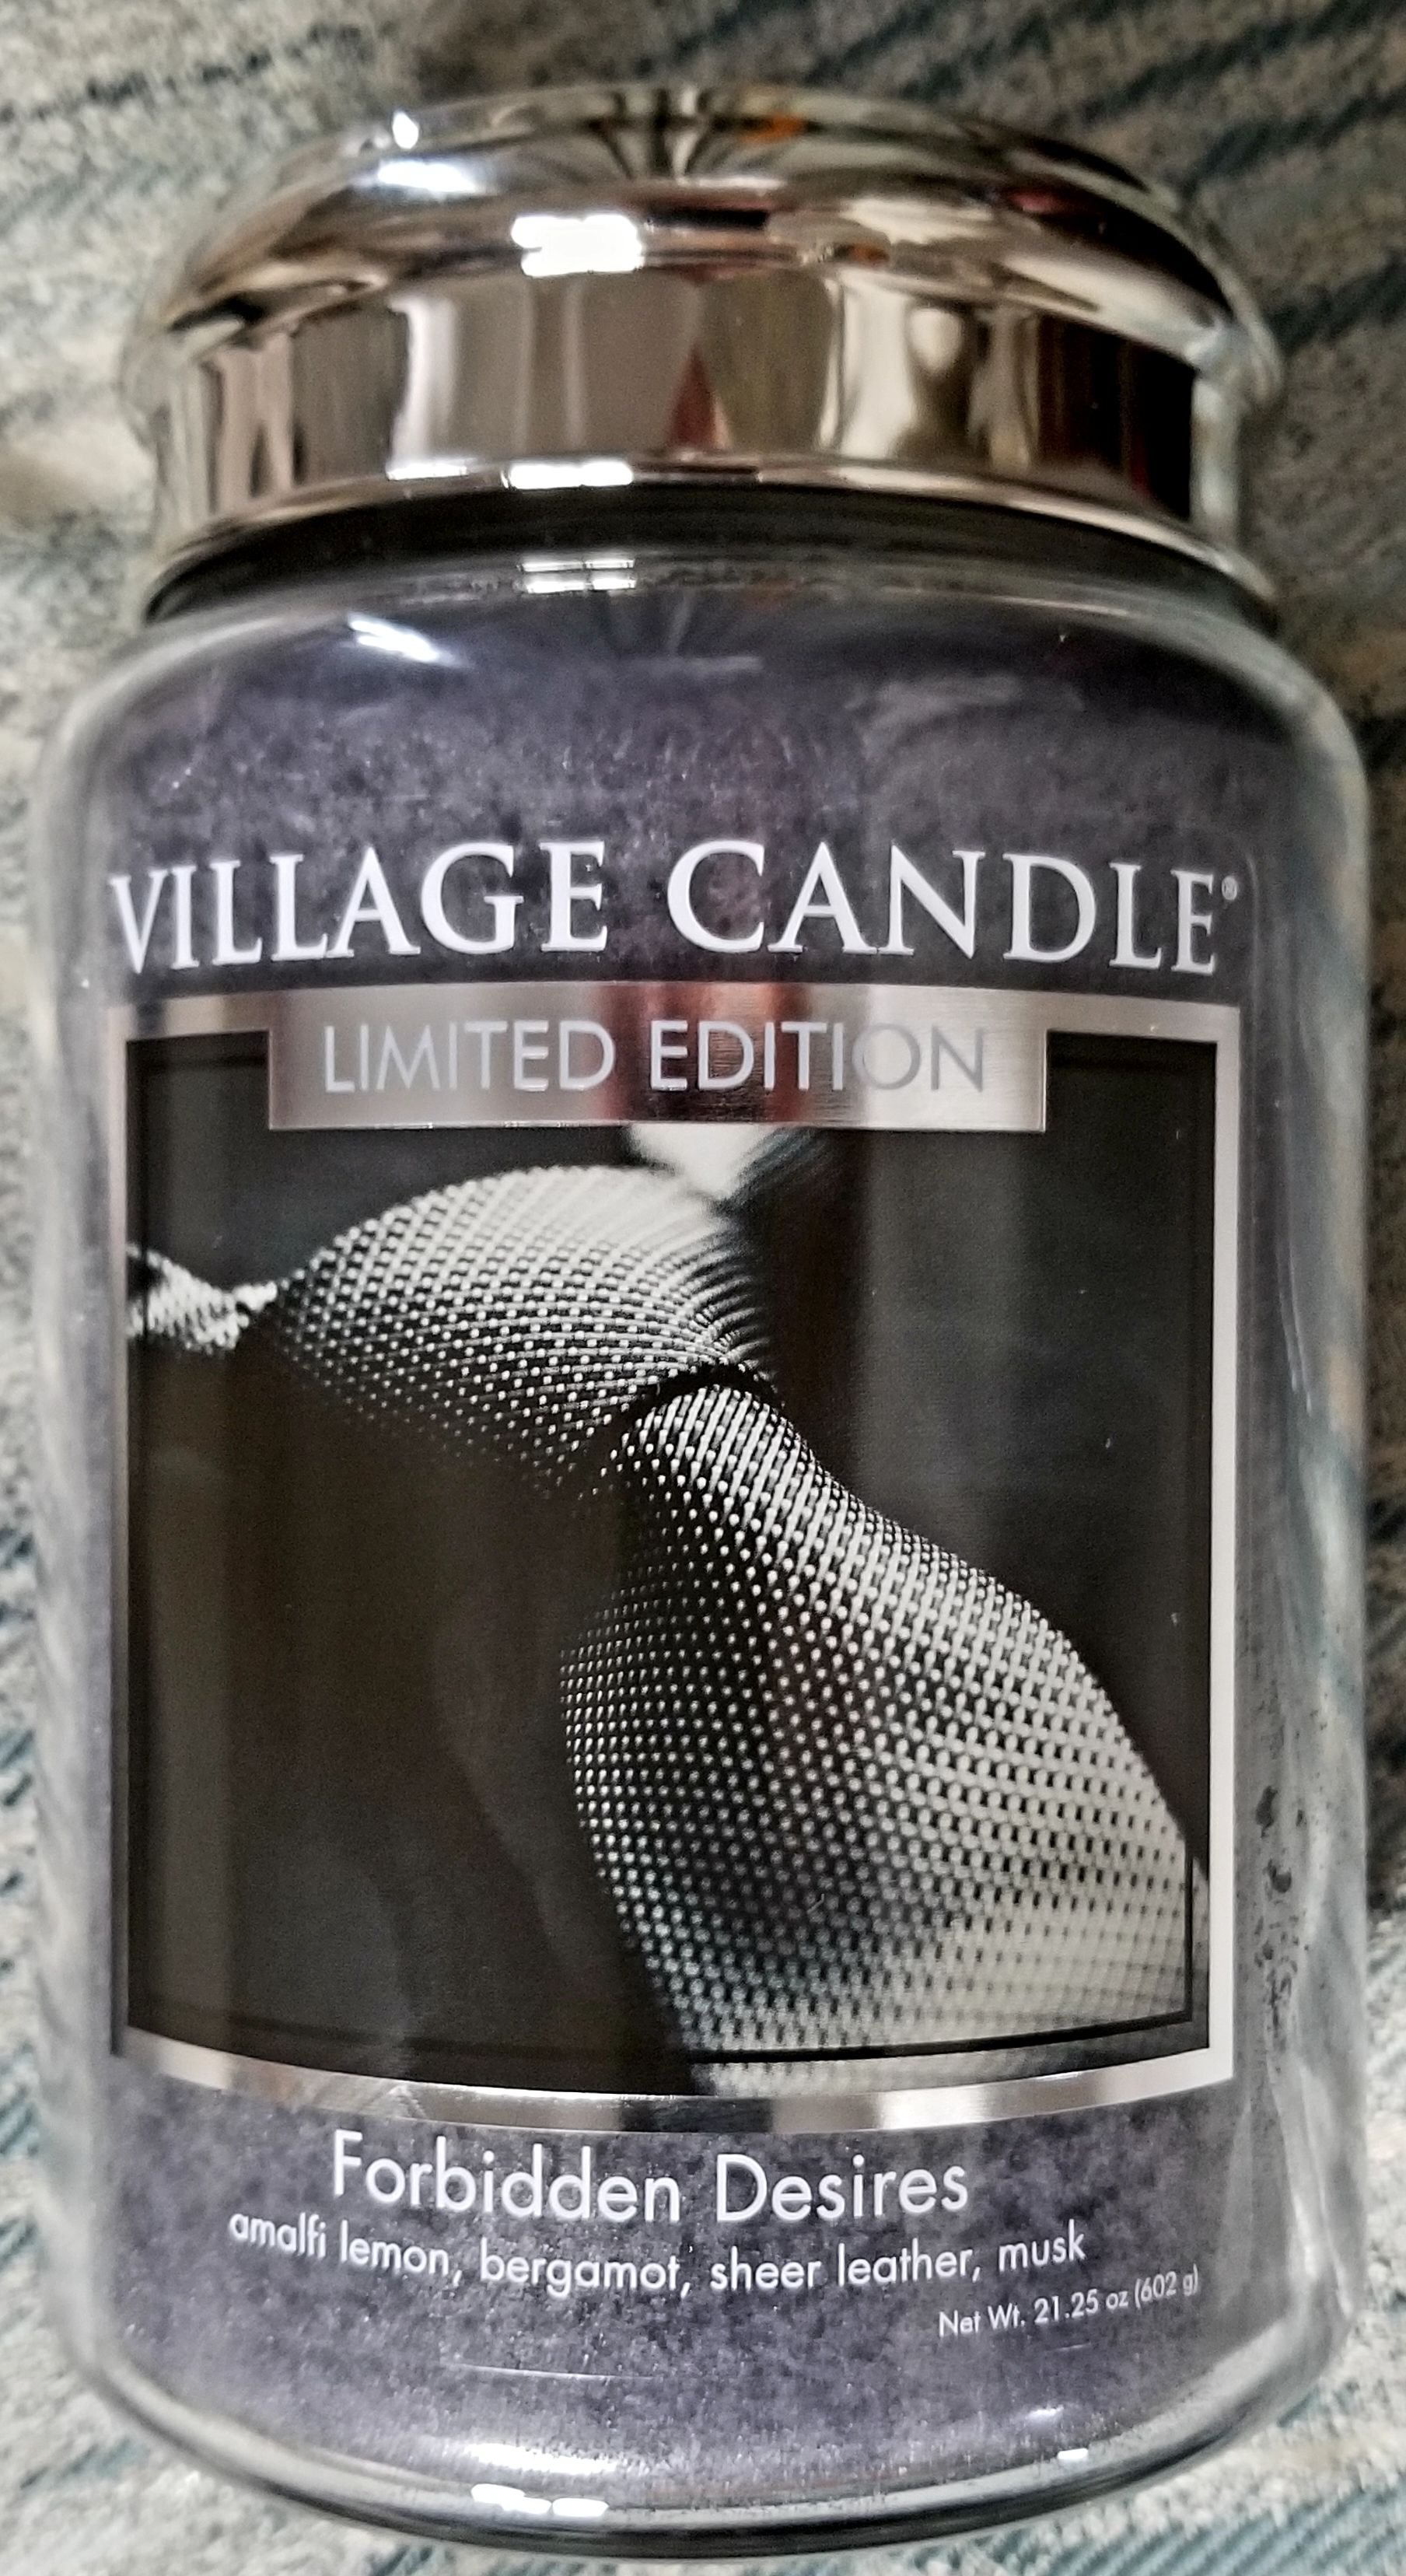 VILLAGE CANDLE®
LIMITED EDITION
Forbidden Desires
amalfi lemon, bergamot, sheer leather, musk
Net Wt. 21.25 oz (602 g)